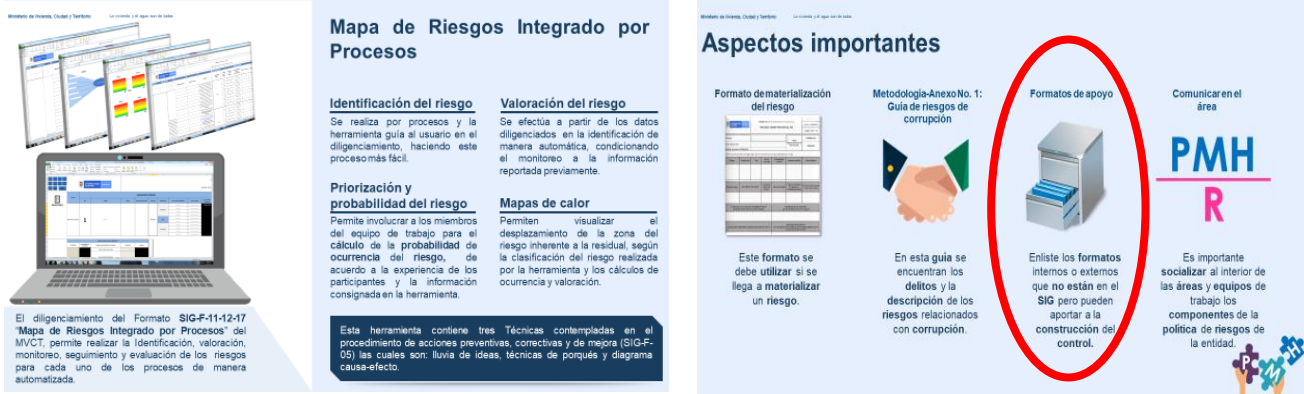 Ministerio de Vivienda, Ciudad y Territorio
La vivienda y el agua son de todos
Mapa de Riesgos Integrado por
Procesos
Identificación del riesgo
Se realiza por procesos y la
herramienta guía al usuario en el
diligenciamiento, haciendo este
proceso más fácil.
Valoración del riesgo
Se efectúa a partir de los datos
diligenciados en la identificación de
manera automática, condicionando
el monitoreo a la información
reportada previamente.
Priorización y
probabilidad del riesgo
Permite involucrar a los miembros
del equipo de trabajo para el
cálculo de la probabilidad de
ocurrencia del riesgo, de
acuerdo a la experiencia de los
participantes y la información
consignada en la herramienta.
Mapas de calor
Permiten visualizar el
desplazamiento de la zona del
riesgo inherente a la residual, según
la clasificación del riesgo realizada
por la herramienta y los cálculos de
ocurrencia y valoración.
El diligenciamiento del Formato SIG-F-11-12-17
“Mapa de Riesgos Integrado por Procesos” del
MVCT, permite realizar la Identificación, valoración,
monitoreo, seguimiento y evaluación de los riesgos
para cada uno de los procesos de manera
automatizada.
Esta herramienta contiene tres Técnicas contempladas en el
procedimiento de acciones preventivas, correctivas y de mejora (SIG-F-
05) las cuales son: lluvia de ideas, técnicas de porqués y diagrama
causa-efecto.
Ministerio de Vivienda, Ciudad y Territorio
La vivienda y el agua son de todos
Aspectos importantes
Formato de materialización
del riesgo
Este formato se
debe utilizar si se
llega a materializar
un riesgo.
Metodología-Anexo No. 1:
Guía de riesgos de
corrupción
En esta guía se
encuentran los
delitos y la
descripción de los
riesgos relacionados
con corrupción.
Formatos de apoyo
Enliste los formatos
internos o externos
que no están en el
SIG pero pueden
aportar a la
construcción del
control.
Comunicar en el
área
PMH
R
Es importante
socializar al interior de
las áreas y equipos de
trabajo los
componentes de la
política de riesgos de
la entidad.
P
M
H